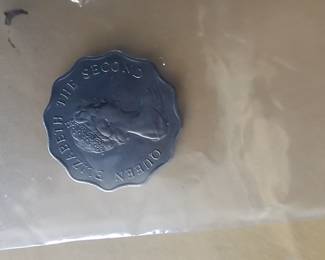 QUEEN ELIZABETH THE SECOND